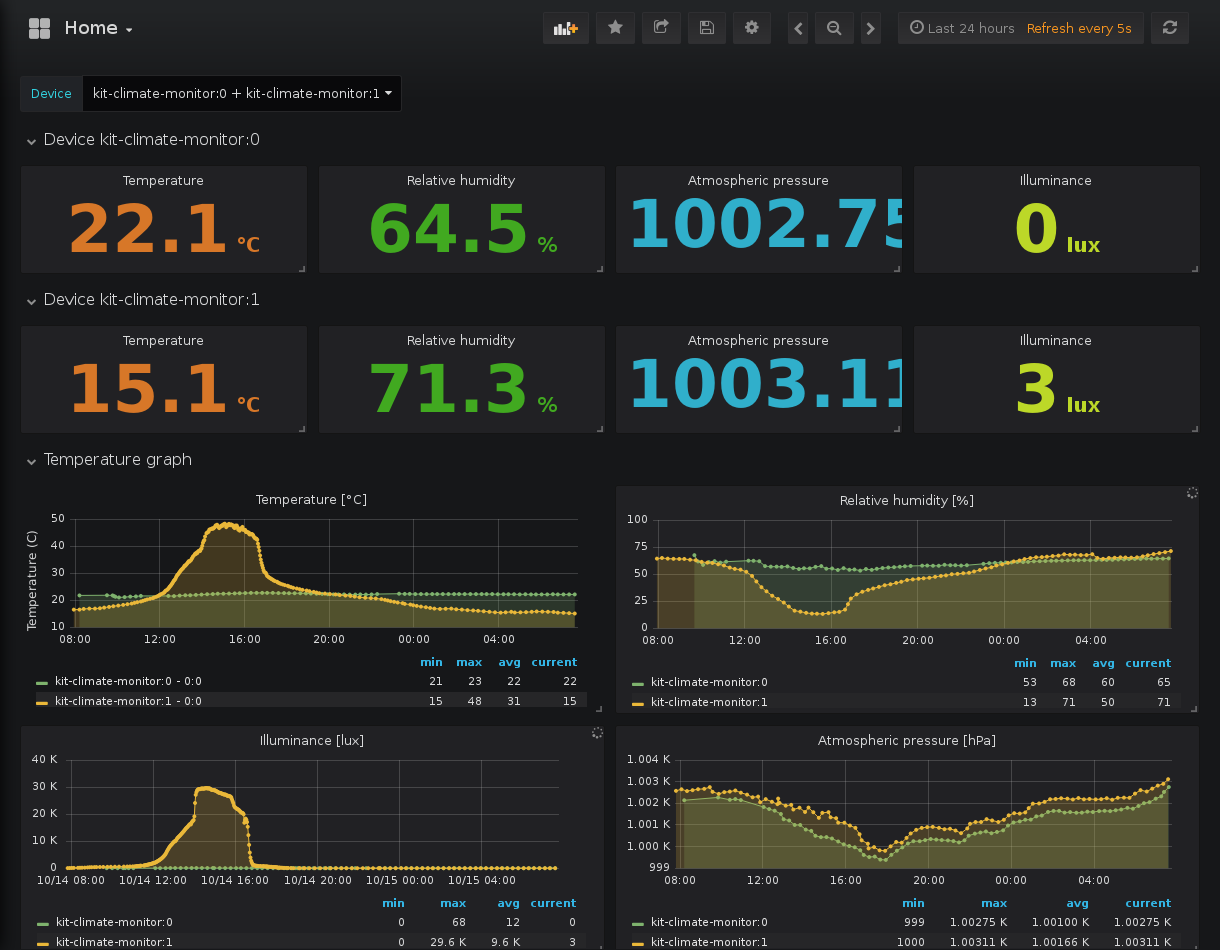 Home
Last 24 hours Refresh every 5s
Device kit-climate-monitor:0 + kit-climate-monitor:1
Device kit-climate-monitor:0
Temperature Relative humidity Atmospheric pressure Illuminance
22.1 °C 64.5 % 1002.75 0 lux
Device kit-climate-monitor:1
Temperature Relative humidity Atmospheric pressure Illuminance
15.1 °C 71.3 % 1003.11 3 lux
Temperature graph
Temperature [°C]
Temperature (C)
50
40
30
20
10
08:00 12:00 16:00 20:00 00:00 04:00
min max avg current
kit-climate-monitor:0 - 0:0 21 23 22 22
kit-climate-monitor:1 - 0:0 15 48 31 15
Relative humidity [%]
100
75
50
25
0
08:00 12:00 16:00 20:00 00:00 04:00
min max avg current
kit-climate-monitor:0 53 68 60 65
kit-climate-monitor:1 13 71 50 71
Illuminance [lux]
40 K
30 K
20 K
10 K
0
10/14 08:00 10/14 12:00 10/14 16:00 10/14 20:00 10/15 00:00 10/15 04:00
min max avg current
kit-climate-monitor:0 0 68 12 0
kit-climate-monitor:1 0 29.6 K 9.6 K 3
Atmospheric pressure [hPa]
1.004 K
1.003 K
1.002 K
1.001 K
1.000 K
999
08:00 12:00 16:00 20:00 00:00 04:00
min max avg current
kit-climate-monitor:0 999 1.00275 K 1.00100 K 1.00275 K
kit-climate-monitor:1 1000 1.00311 K 1.00166 K 1.00311 K